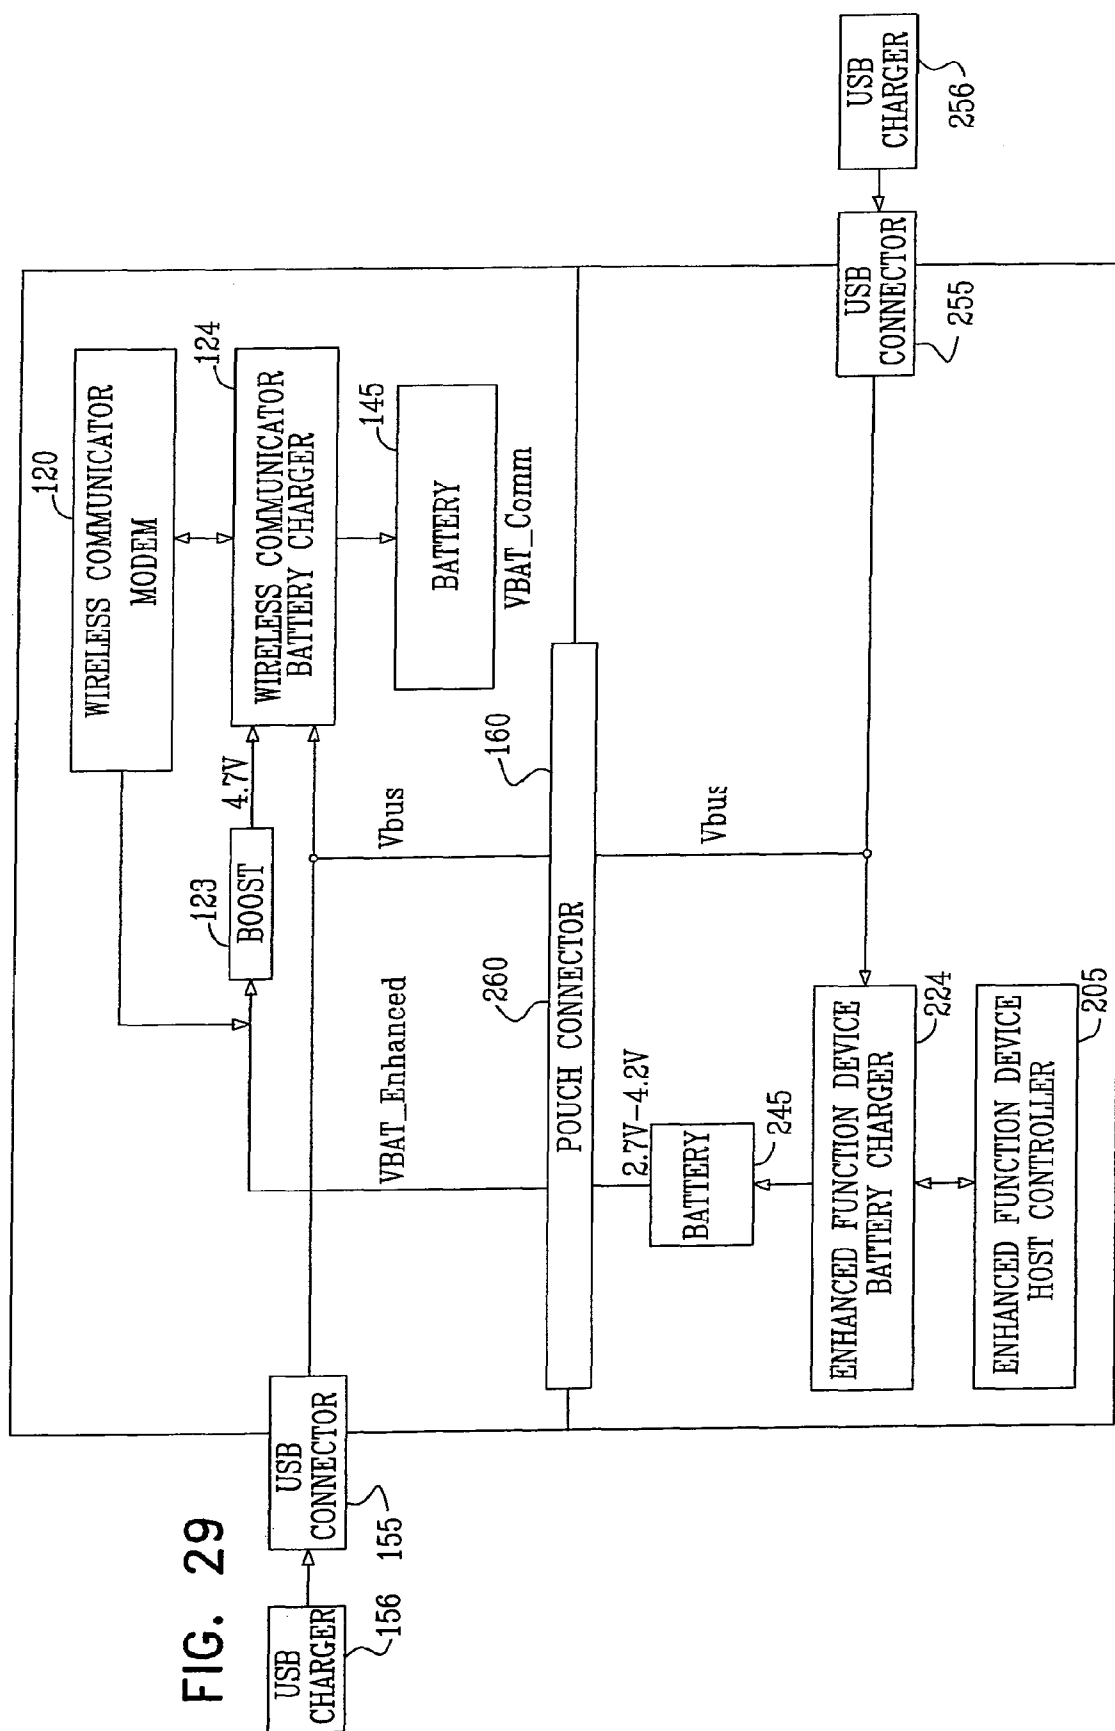 FIG. 29
USB
CHARGER
156
USB
CONNECTOR
155
WIRELESS COMMUNICATOR
MODEM
120
BOOST
123
4.7V
WIRELESS COMMUNICATOR
BATTERY CHARGER
124
BATTERY
145
VBAT_Comm
VBAT_Enhanced
Vbus
POUCH CONNECTOR
260
160
2.7V-4.2V
Vbus
BATTERY
245
ENHANCED FUNCTION DEVICE
BATTERY CHARGER
224
ENHANCED FUNCTION DEVICE
HOST CONTROLLER
205
USB
CONNECTOR
255
USB
CHARGER
256